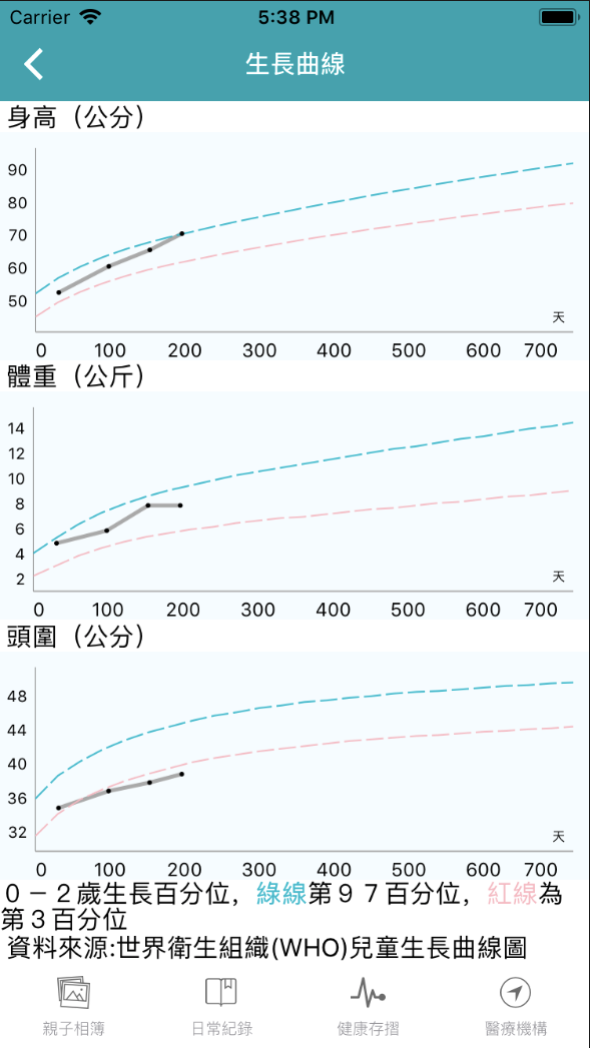 Carrier 5:38 PM
生長曲線
身高（公分）
90
80
70
60
50
天
0 100 200 300 400 500 600 700
體重（公斤）
14
12
10
8
6
4
2
天
0 100 200 300 400 500 600 700
頭圍（公分）
48
44
40
36
32
天
0 100 200 300 400 500 600 700
０－２歲生長百分位，綠線第９７百分位，紅線為
第３百分位
資料來源:世界衛生組織(WHO)兒童生長曲線圖
親子相簿 日常紀錄 健康存摺 醫療機構